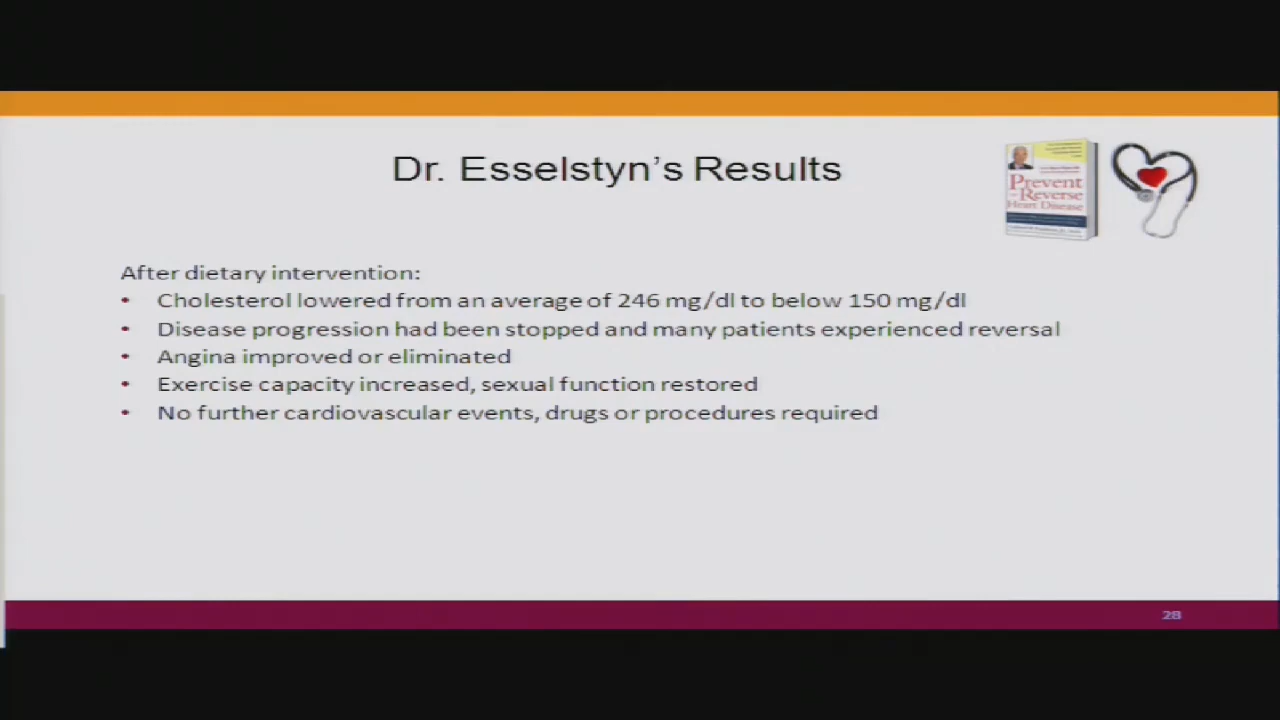 Dr. Esselstyn's Results
Prevent
Reverse
Heart Disease
After dietary intervention:
• Cholesterol lowered from an average of 246 mg/dl to below 150 mg/dl
• Disease progression had been stopped and many patients experienced reversal
• Angina improved or eliminated
• Exercise capacity increased, sexual function restored
• No further cardiovascular events, drugs or procedures required
28